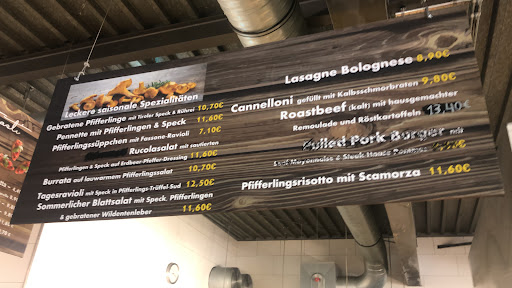 Leckere saisonale Spezialitäten
Gebratene Pfifferlinge mit Tiroler Speck & Rührei 10,70€
Pennette mit Pfifferlingen & Speck 11,60€
Pfifferlingssüppchen mit Fassone-Ravioli 7,10€
Rucolasalat mit sautierten
Pfifferlingen & Speck auf Erdbeer-Pfeffer-Dressing 11,60€
Burrata auf lauwarmem Pfifferlingssalat 10,70€
Tagesravioli mit Speck in Pfifferlings-Trüffel-Sud 12,50€
Sommerlicher Blattsalat mit Speck, Pfifferlingen
& gebratener Wildentenleber 11,60€
Lasagne Bolognese 8,90€
Cannelloni gefüllt mit Kalbsschmorbraten 9,80€
Roastbeef (kalt) mit hausgemachter
Remoulade und Röstkartoffeln 13,40€
Pulled Pork Burger mit
Pfifferlingsrisotto mit Scamorza 11,60€